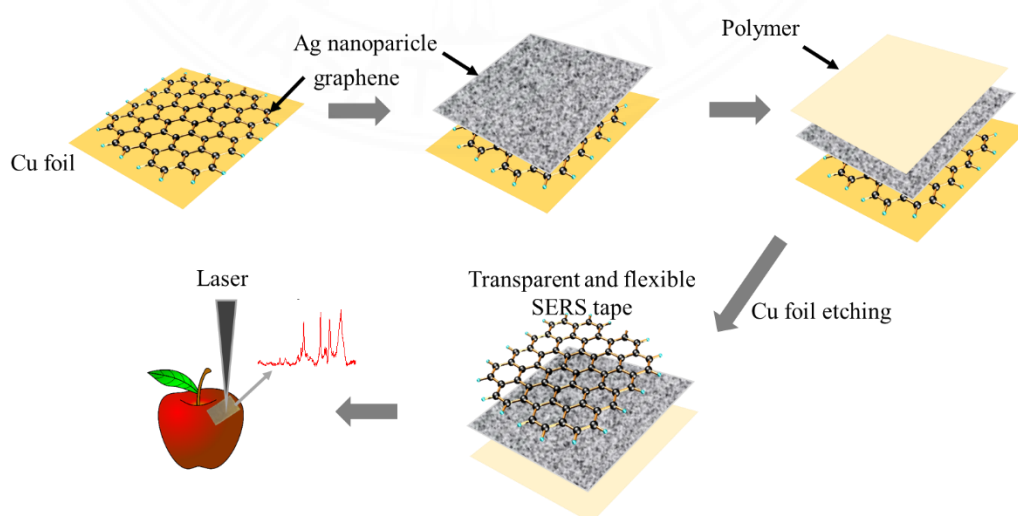 Ag nanoparicle
graphene
Polymer
Cu foil
Laser
Transparent and flexible
SERS tape
Cu foil etching